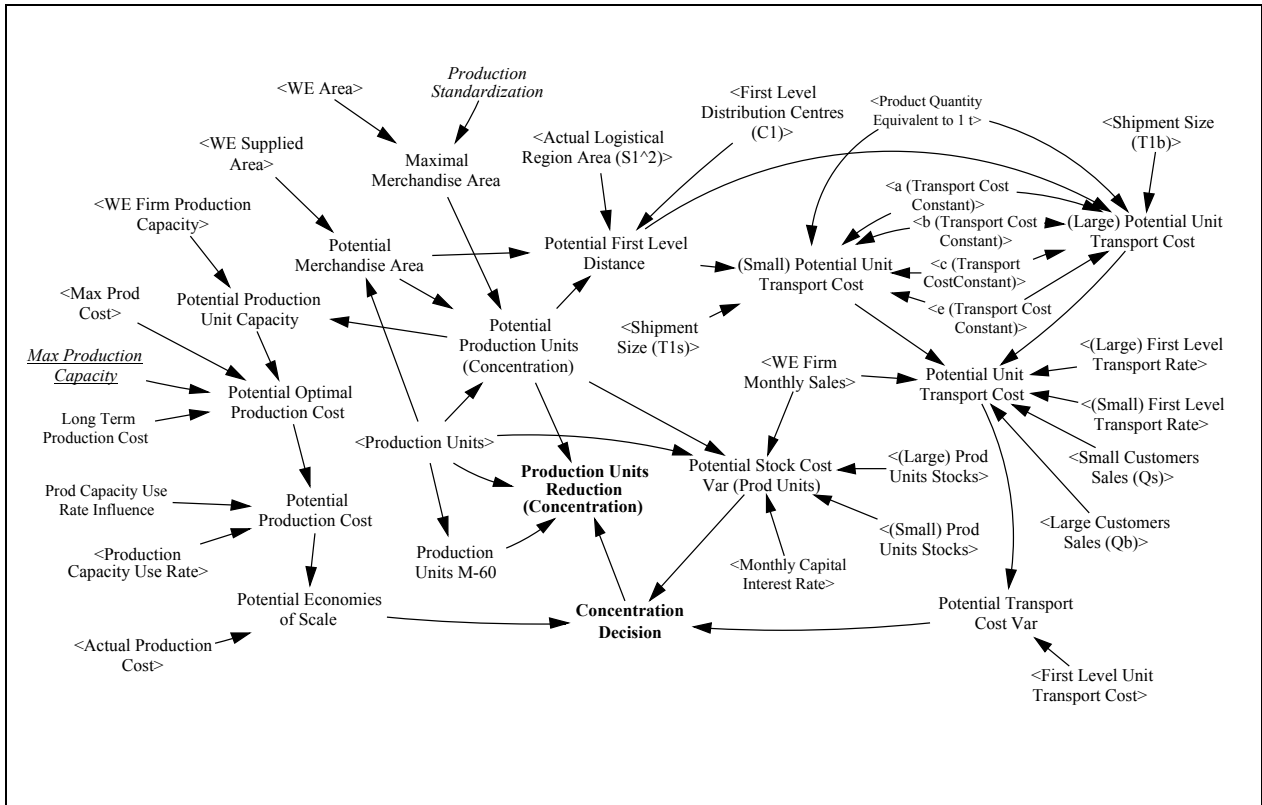 <WE Area>
Production
Standardization
<First Level
Distribution Centres
(C1)>
<Product Quantity
Equivalent to 1 t>
<Shipment Size
(T1b)>
<WE Supplied
Area>
Maximal
Merchandise Area
<Actual Logistical
Region Area (S1^2)>
<WE Firm Production
Capacity>
<a (Transport Cost
Constant)>
<b (Transport Cost
Constant)>
(Large) Potential Unit
Transport Cost
Potential
Merchandise Area
Potential First Level
Distance
(Small) Potential Unit
Transport Cost
<c (Transport
CostConstant)>
<e (Transport Cost
Constant)>
<Max Prod
Cost>
Potential Production
Unit Capacity
Potential
Production Units
(Concentration)
<Shipment
Size (T1s)>
Max Production
Capacity
Potential Optimal
Production Cost
<WE Firm
Monthly Sales>
Potential Unit
Transport Cost
<(Large) First Level
Transport Rate>
<(Small) First Level
Transport Rate>
Long Term
Production Cost
<Production Units>
Potential Stock Cost
Var (Prod Units)
<(Large) Prod
Units Stocks>
<Small Customers
Sales (Qs)>
Production Units
Reduction
(Concentration)
Prod Capacity Use
Rate Influence
Potential
Production Cost
<(Small) Prod
Units Stocks>
<Large Customers
Sales (Qb)>
<Production
Capacity Use Rate>
Production
Units M-60
<Monthly Capital
Interest Rate>
Potential Economies
of Scale
Concentration
Decision
Potential Transport
Cost Var
<Actual Production
Cost>
<First Level Unit
Transport Cost>